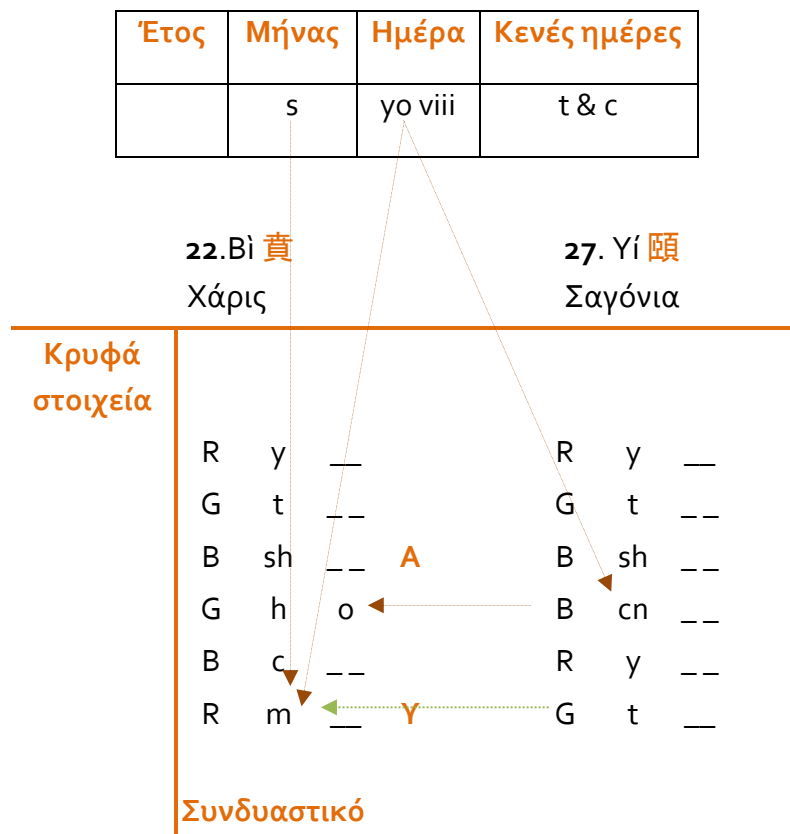 Έτος Μήνας Ημέρα Κενές ημέρες
s yo viii t & c
22.Bì 賁 27. Yí 頤
Χάρις Σαγόνια
Κρυφά
στοιχεία
R y __ R y __
G t _ _ G t _ _
B sh _ _ A B sh _ _
G h o B cn _ _
B c _ _ R y _ _
R m __ Y G t __
Συνδυαστικό